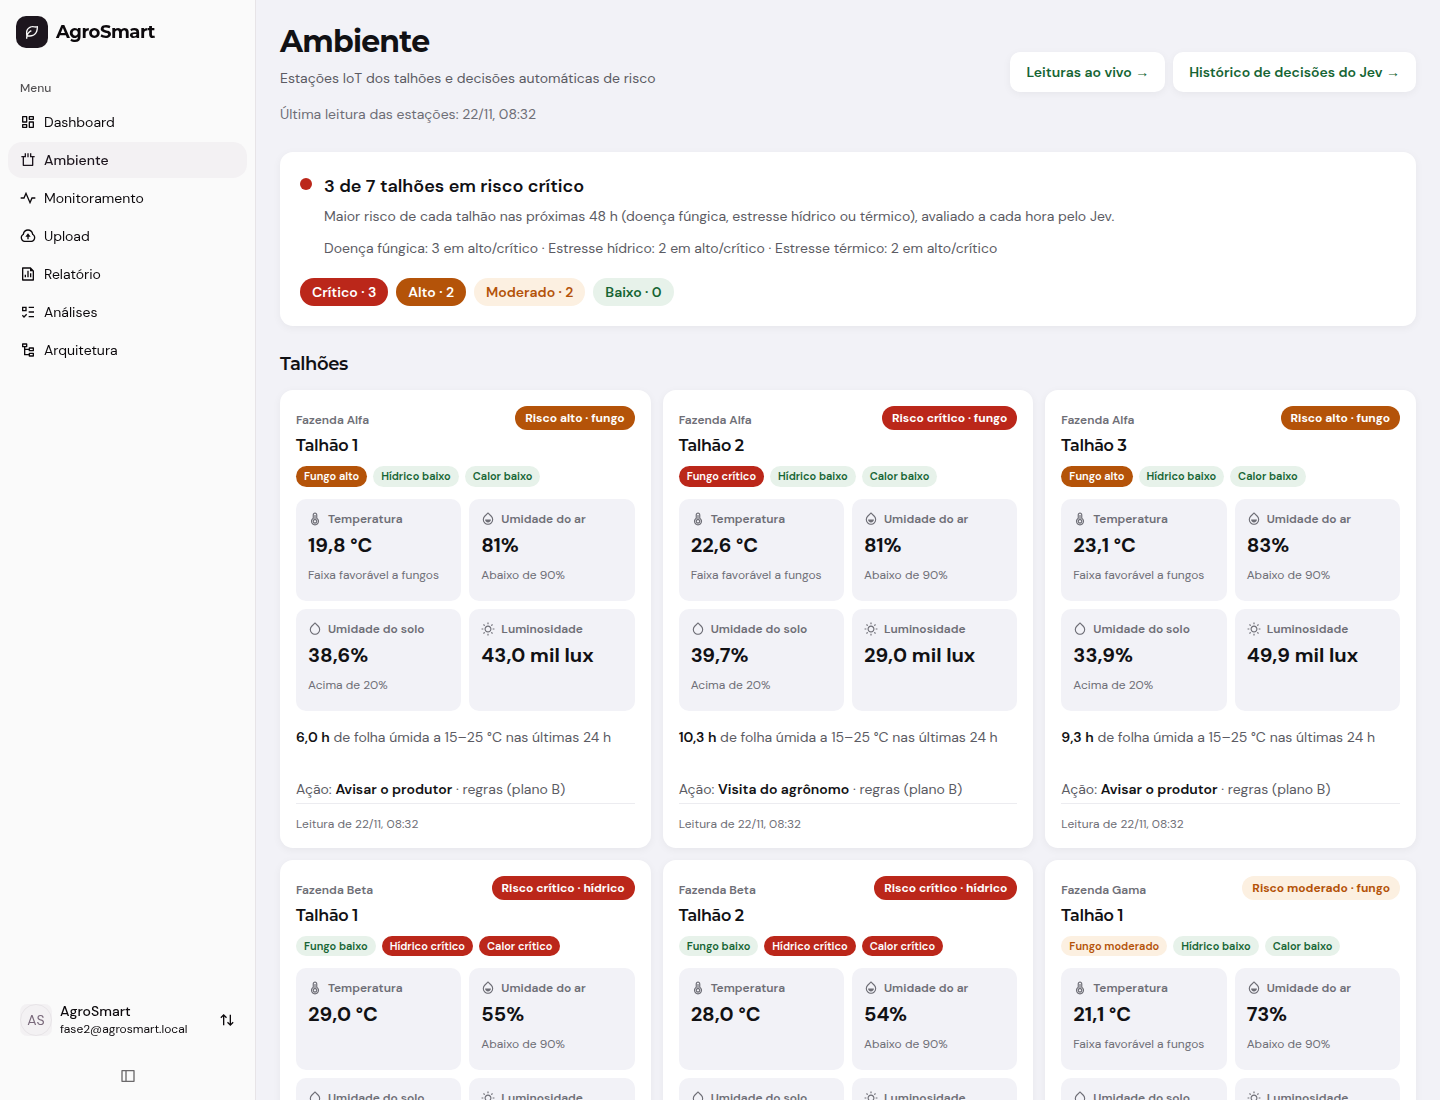 AgroSmart
Menu
Dashboard
Ambiente
Monitoramento
Upload
Relatório
Análises
Arquitetura
AS
AgroSmart
fase2@agrosmart.local
Ambiente
Estações IoT dos talhões e decisões automáticas de risco
Última leitura das estações: 22/11, 08:32
Leituras ao vivo →
Histórico de decisões do Jev →
3 de 7 talhões em risco crítico
Maior risco de cada talhão nas próximas 48 h (doença fúngica, estresse hídrico ou térmico), avaliado a cada hora pelo Jev.
Doença fúngica: 3 em alto/crítico · Estresse hídrico: 2 em alto/crítico · Estresse térmico: 2 em alto/crítico
Crítico · 3 Alto · 2 Moderado · 2 Baixo · 0
Talhões
Fazenda Alfa
Risco alto · fungo
Talhão 1
Fungo alto Hídrico baixo Calor baixo
Temperatura
19,8 °C
Faixa favorável a fungos
Umidade do ar
81%
Abaixo de 90%
Umidade do solo
38,6%
Acima de 20%
Luminosidade
43,0 mil lux
6,0 h de folha úmida a 15–25 °C nas últimas 24 h
Ação: Avisar o produtor · regras (plano B)
Leitura de 22/11, 08:32
Fazenda Alfa
Risco crítico · fungo
Talhão 2
Fungo crítico Hídrico baixo Calor baixo
Temperatura
22,6 °C
Faixa favorável a fungos
Umidade do ar
81%
Abaixo de 90%
Umidade do solo
39,7%
Acima de 20%
Luminosidade
29,0 mil lux
10,3 h de folha úmida a 15–25 °C nas últimas 24 h
Ação: Visita do agrônomo · regras (plano B)
Leitura de 22/11, 08:32
Fazenda Alfa
Risco alto · fungo
Talhão 3
Fungo alto Hídrico baixo Calor baixo
Temperatura
23,1 °C
Faixa favorável a fungos
Umidade do ar
83%
Abaixo de 90%
Umidade do solo
33,9%
Acima de 20%
Luminosidade
49,9 mil lux
9,3 h de folha úmida a 15–25 °C nas últimas 24 h
Ação: Avisar o produtor · regras (plano B)
Leitura de 22/11, 08:32
Fazenda Beta
Risco crítico · hídrico
Talhão 1
Fungo baixo Hídrico crítico Calor crítico
Temperatura
29,0 °C
Umidade do ar
55%
Abaixo de 90%
Umidade do solo
Luminosidade
Fazenda Beta
Risco crítico · hídrico
Talhão 2
Fungo baixo Hídrico crítico Calor crítico
Temperatura
28,0 °C
Umidade do ar
54%
Abaixo de 90%
Umidade do solo
Luminosidade
Fazenda Gama
Risco moderado · fungo
Talhão 1
Fungo moderado Hídrico baixo Calor baixo
Temperatura
21,1 °C
Faixa favorável a fungos
Umidade do ar
73%
Abaixo de 90%
Umidade do solo
Luminosidade